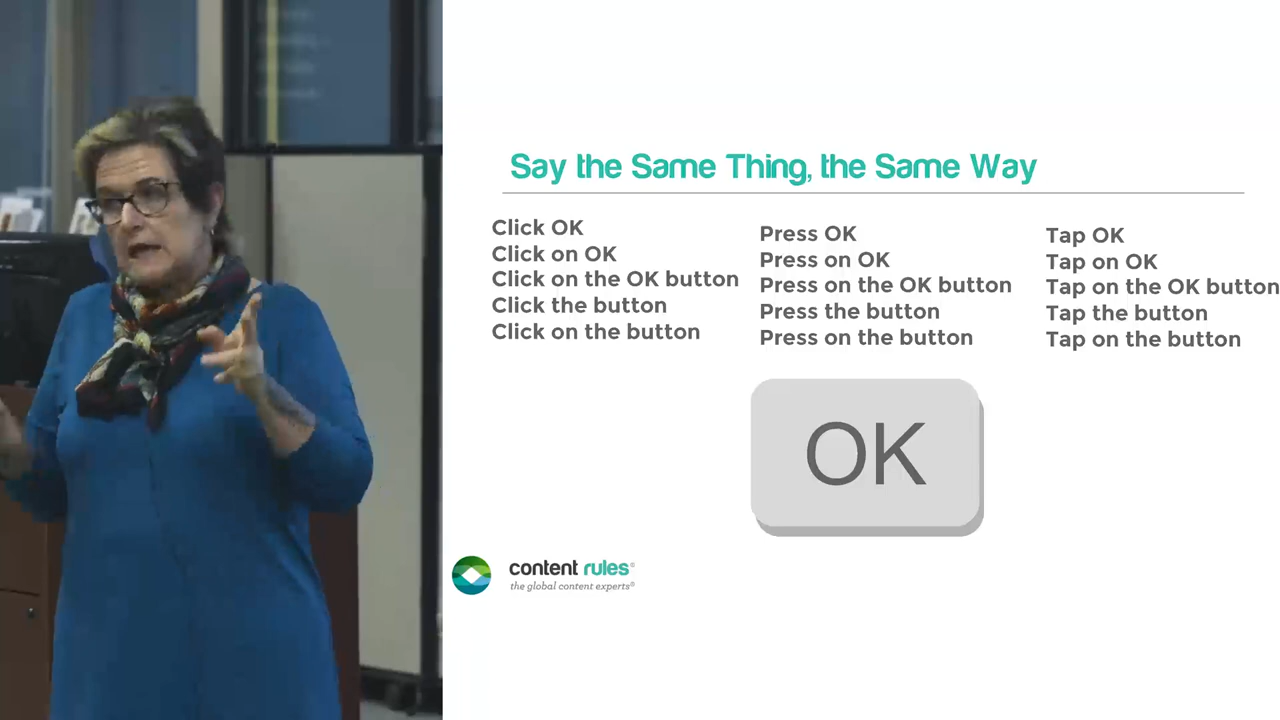 Say the Same Thing, the Same Way
Click OK
Click on OK
Click on the OK button
Click the button
Click on the button
Press OK
Press on OK
Press on the OK button
Press the button
Press on the button
Tap OK
Tap on OK
Tap on the OK button
Tap the button
Tap on the button
OK
content rules®
the global content experts®